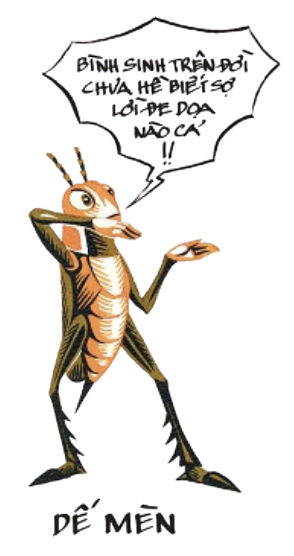 BÌNH SINH TRÊN ĐỜI
CHƯA HỀ BIẾT SỢ
LỜI ĐE DỌA
NÀO CẢ
!!
DẾ MÈN